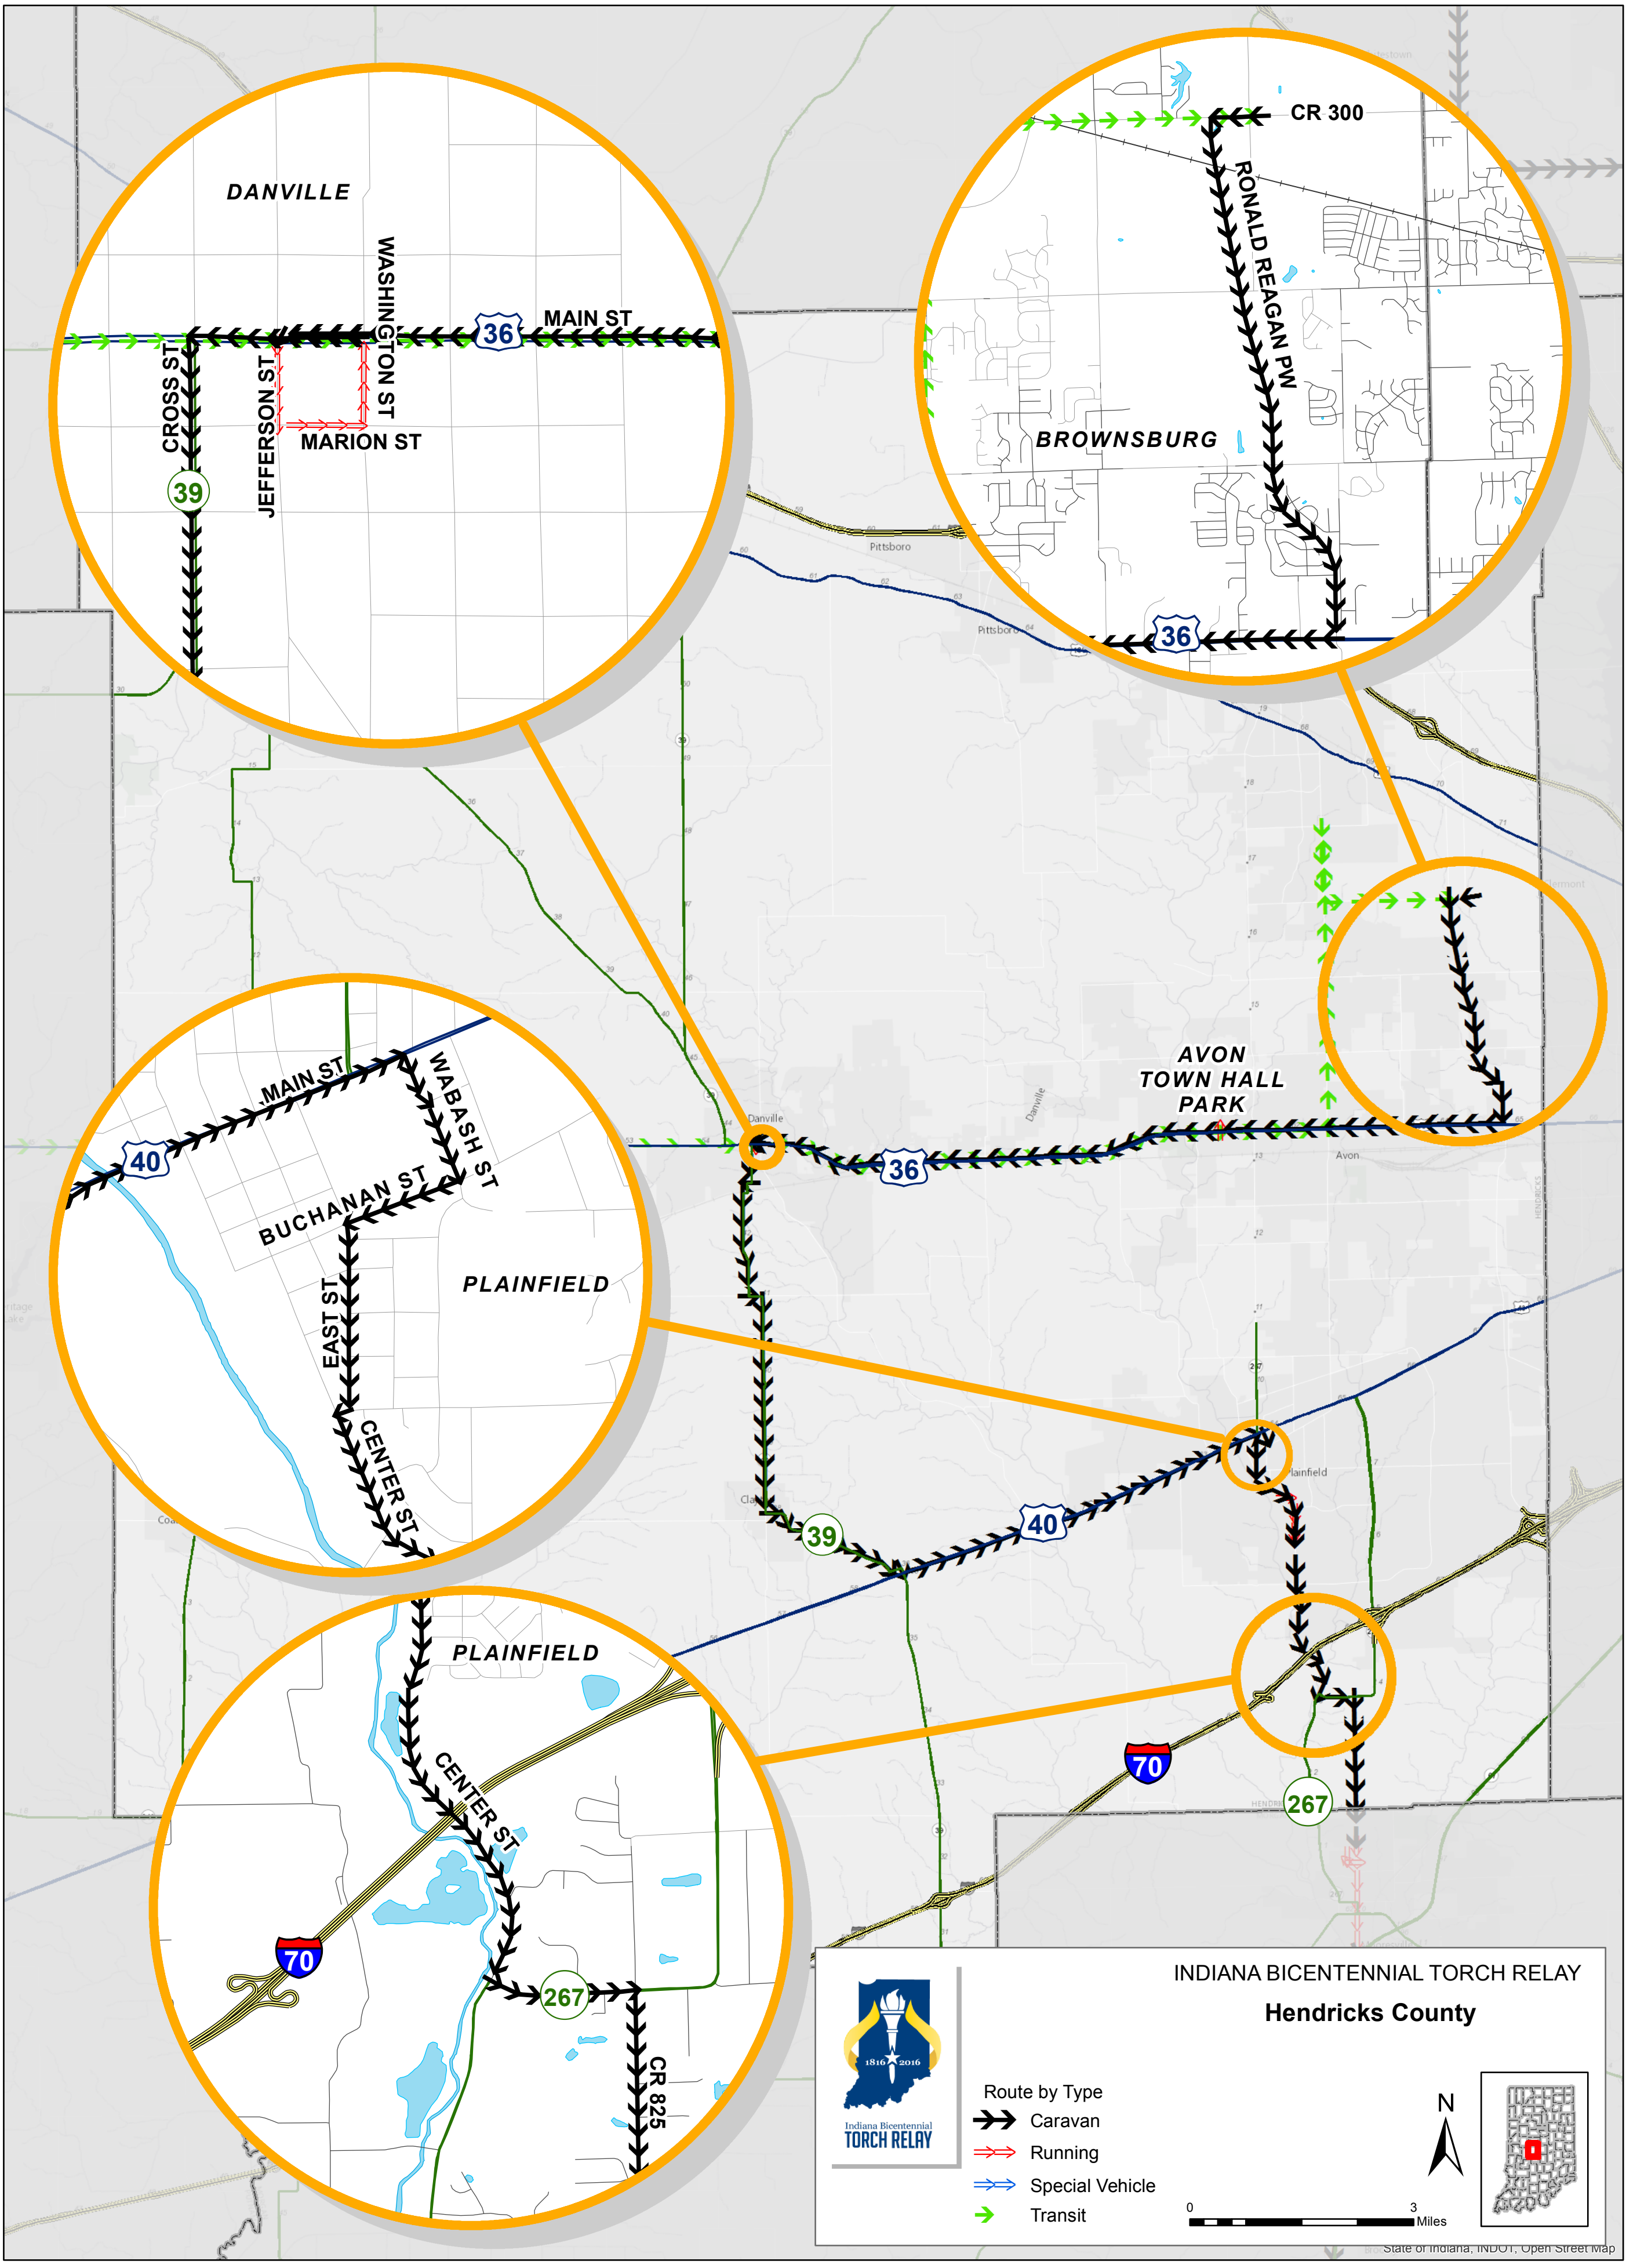 DANVILLE
WASHINGTON ST
MAIN ST
36
CROSS ST
JEFFERSON ST
MARION ST
39
CR 300
RONALD REAGAN PW
BROWNSBURG
36
Pittsboro
Pittsboro
AVON
TOWN HALL
PARK
Danville
Danville
Avon
36
HENDRICKS
MAIN ST
WABASH ST
40
BUCHANAN ST
PLAINFIELD
EAST ST
CENTER ST
39
40
Plainfield
PLAINFIELD
CENTER ST
70
267
CR 825
70
267
INDIANA BICENTENNIAL TORCH RELAY
Hendricks County
1816 2016
Indiana Bicentennial
TORCH RELAY
Route by Type
Caravan
Running
Special Vehicle
Transit
N
0 3
Miles
State of Indiana, INDOT, Open Street Map